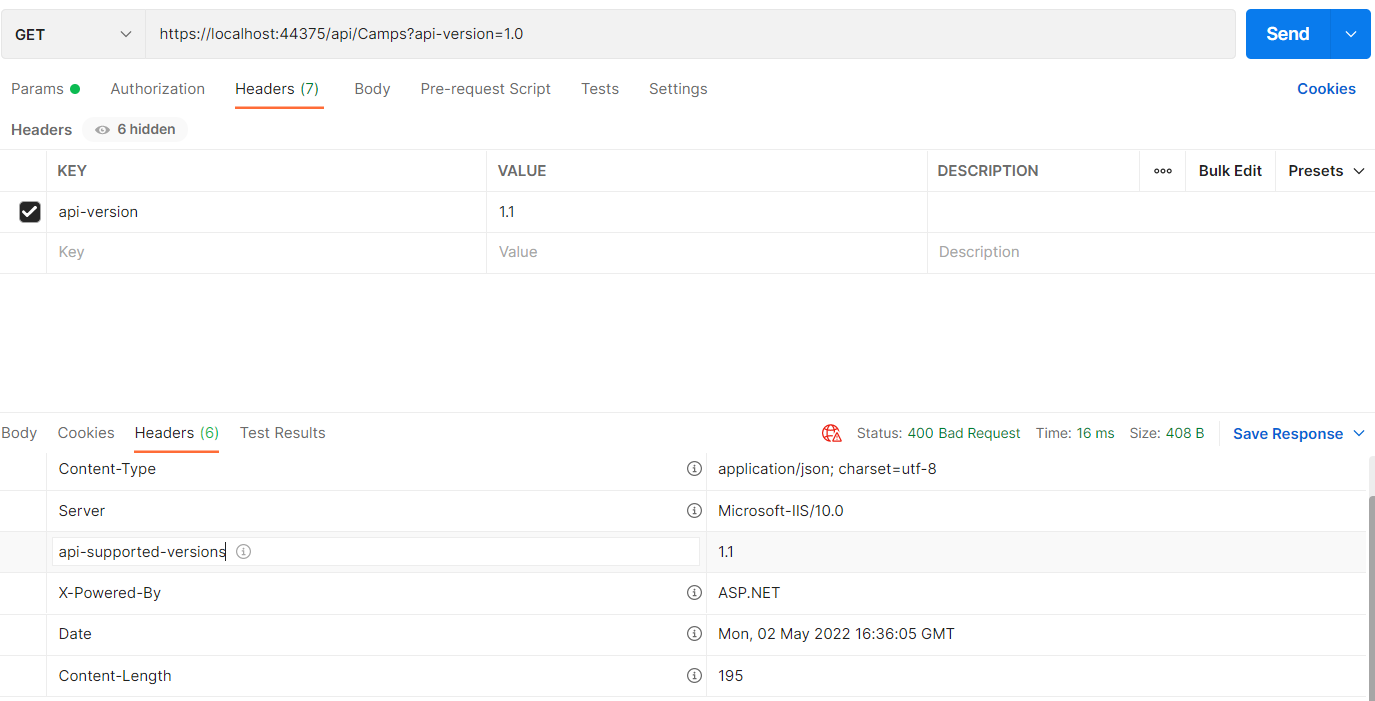 GET https://localhost:44375/api/Camps?api-version=1.0 Send
Params Authorization Headers (7) Body Pre-request Script Tests Settings Cookies
Headers 6 hidden
KEY VALUE DESCRIPTION Bulk Edit Presets
api-version 1.1
Key Value Description
Body Cookies Headers (6) Test Results Status: 400 Bad Request Time: 16 ms Size: 408 B Save Response
Content-Type application/json; charset=utf-8
Server Microsoft-IIS/10.0
api-supported-versions 1.1
X-Powered-By ASP.NET
Date Mon, 02 May 2022 16:36:05 GMT
Content-Length 195